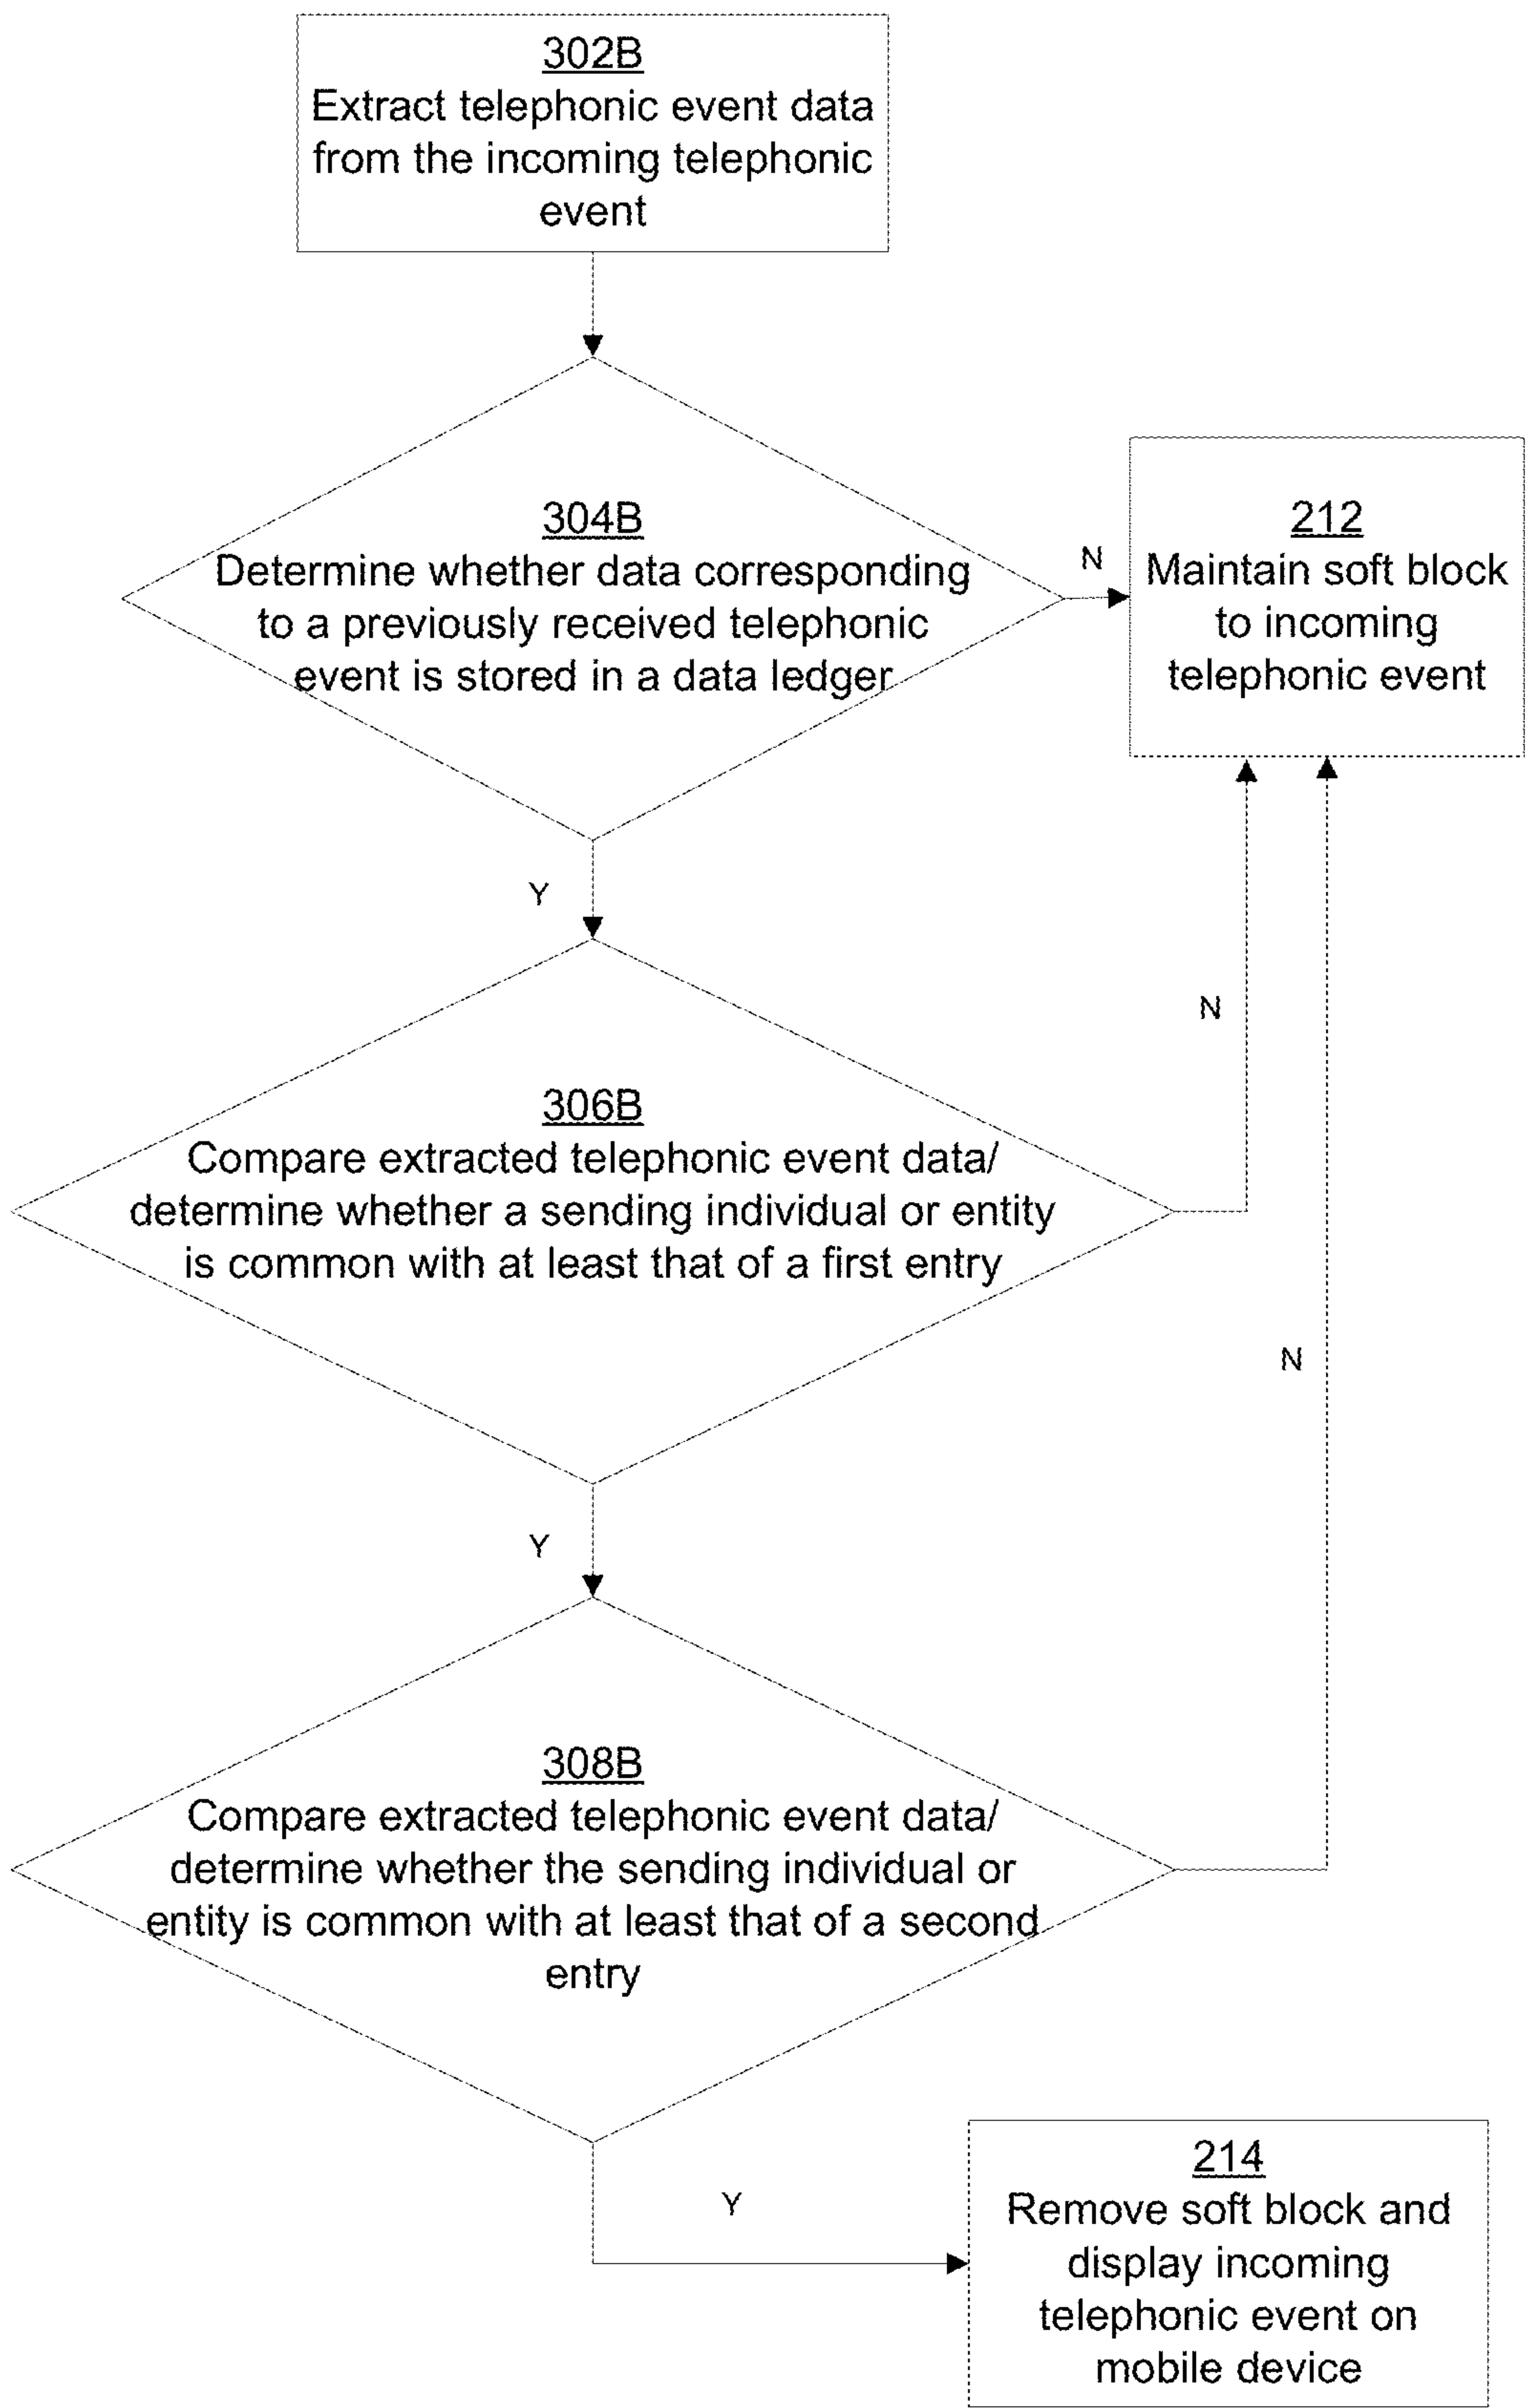 302B
Extract telephonic event data
from the incoming telephonic
event
304B
Determine whether data corresponding
to a previously received telephonic
event is stored in a data ledger
N
212
Maintain soft block
to incoming
telephonic event
Y
N
306B
Compare extracted telephonic event data/
determine whether a sending individual or entity
is common with at least that of a first entry
N
Y
308B
Compare extracted telephonic event data/
determine whether the sending individual or
entity is common with at least that of a second
entry
Y
214
Remove soft block and
display incoming
telephonic event on
mobile device